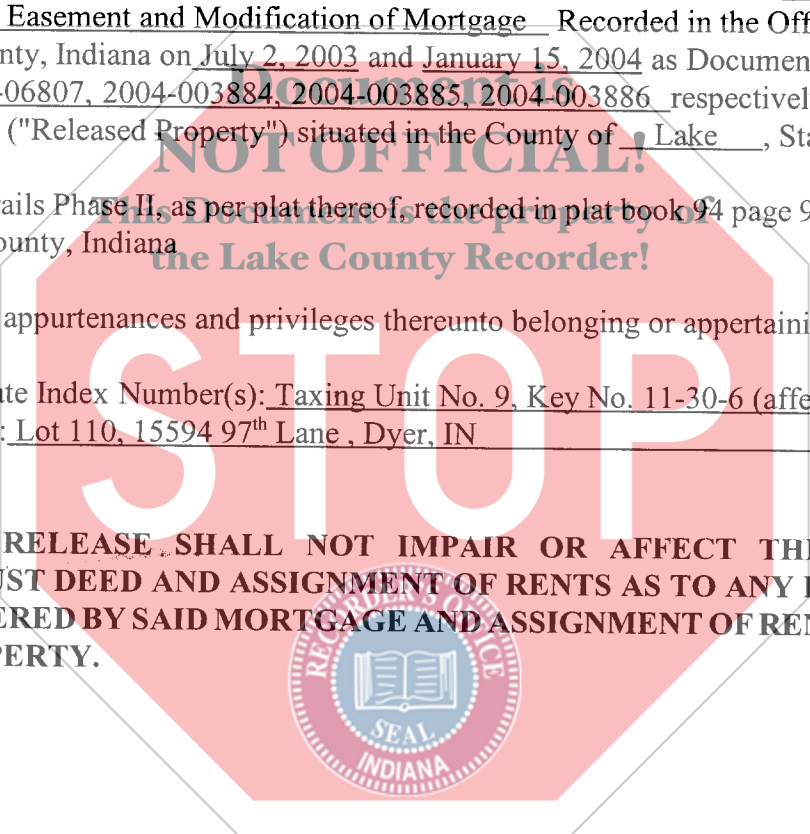 Easement and Modification of Mortgage Recorded in the Off
nty, Indiana on July 2, 2003 and January 15, 2004 as Documen
-06807, 2004-003884, 2004-003885, 2004-003886 respectivel
Document is
("Released Property") situated in the County of Lake, Sta
NOT OFFICIAL!
ails Phase II, as per plat thereof, recorded in plat book 94 page 9
This Document is the property of
ounty, Indiana
the Lake County Recorder!
appurtenances and privileges thereunto belonging or appertaini
STOP
te Index Number(s): Taxing Unit No. 9, Key No. 11-30-6 (affe
: Lot 110, 15594 97th Lane , Dyer, IN
RELEASE SHALL NOT IMPAIR OR AFFECT TH
UST DEED AND ASSIGNMENT OF RENTS AS TO ANY
ERED BY SAID MORTGAGE AND ASSIGNMENT OF REN
PERTY.
RECORDER'S OFFICE
SEAL
INDIANA